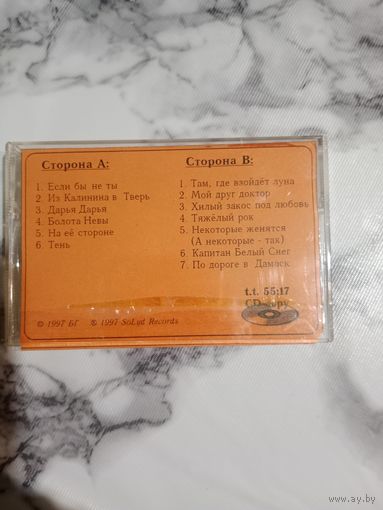 Сторона А:
1. Если бы не ты
2. Из Калинина в Тверь
3. Дарья Дарья
4. Болота Невы
5. На её стороне
6. Тень
Сторона В:
1. Там, где взойдёт луна
2. Мой друг доктор
3. Хилый закос под любовь
4. Тяжёлый рок
5. Некоторые женятся
(А некоторые - так)
6. Капитан Белый Снег
7. По дороге в Дамаск
t.t. 55:17
CD-copy
© 1997 БГ ℗ 1997 SoLyd Records
www.ay.by